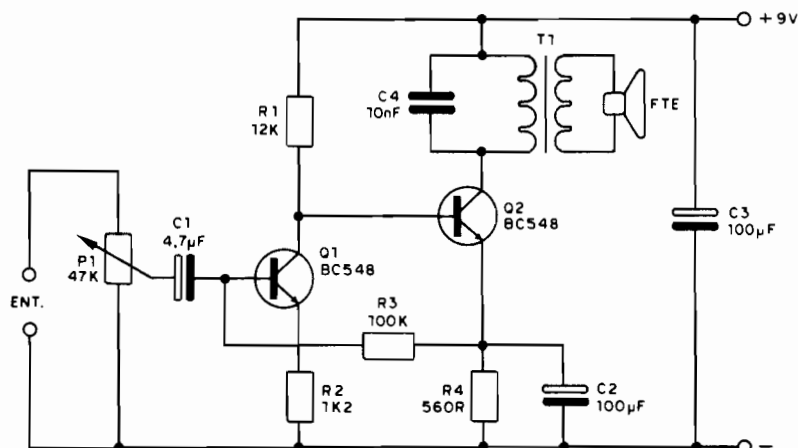 +9V
T1
C4
10nF
FTE
R1
12K
Q2
BC548
C3
100µF
C1
4,7µF
Q1
BC548
P1
47K
ENT.
R3
100K
R2
1K2
R4
560R
C2
100µF
–